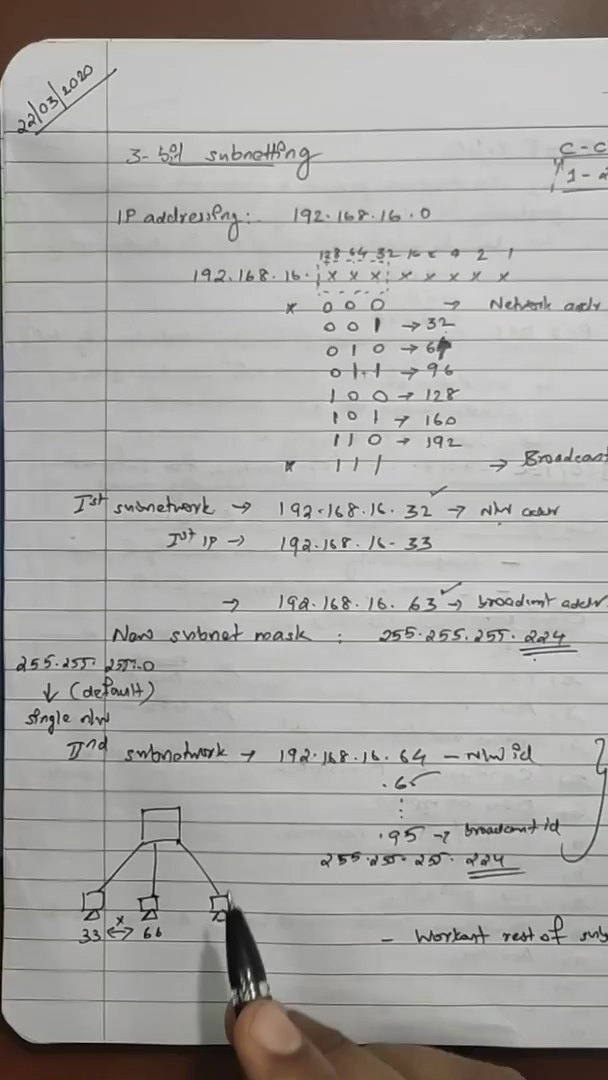 22/03/2020
3-bit subnetting
C-C
1-2
IP addressing: 192.168.16.0
128 64 32 16 8 4 2 1
192.168.16. x x x x x x x x
* 0 0 0 → Network addr
0 0 1 → 32
0 1 0 → 64
0 1 1 → 96
1 0 0 → 128
1 0 1 → 160
1 1 0 → 192
* 1 1 1 → Broadcast
Ist subnetwork → 192.168.16.32 → N/W addr
Ist IP → 192.168.16.33
→ 192.168.16.63 → broadcast addr
New subnet mask : 255.255.255.224
255.255.255.0
↓ (default)
single n/w
IInd subnetwork → 192.168.16.64 - N/W id
.65
.95 → broadcast id
255.255.255.224
x
33 ↔ 66
- Workout rest of sub